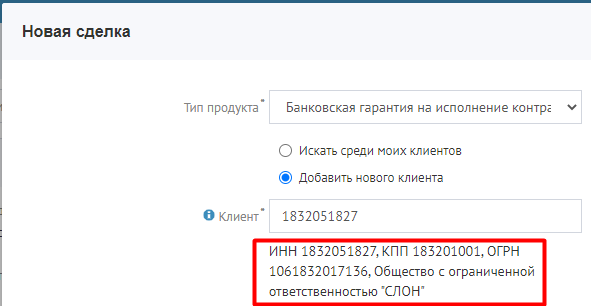 Новая сделка
Тип продукта *
Банковская гарантия на исполнение контра
Искать среди моих клиентов
Добавить нового клиента
Клиент *
1832051827
ИНН 1832051827, КПП 183201001, ОГРН
1061832017136, Общество с ограниченной
ответственностью "СЛОН"